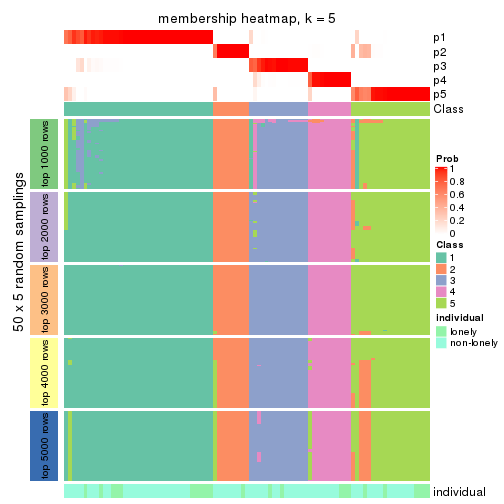 membership heatmap, k = 5
p1
p2
p3
p4
p5
Class
50 x 5 random samplings
top 1000 rows
top 2000 rows
top 3000 rows
top 4000 rows
top 5000 rows
individual
Prob
1
0.8
0.6
0.4
0.2
0
Class
1
2
3
4
5
individual
lonely
non-lonely